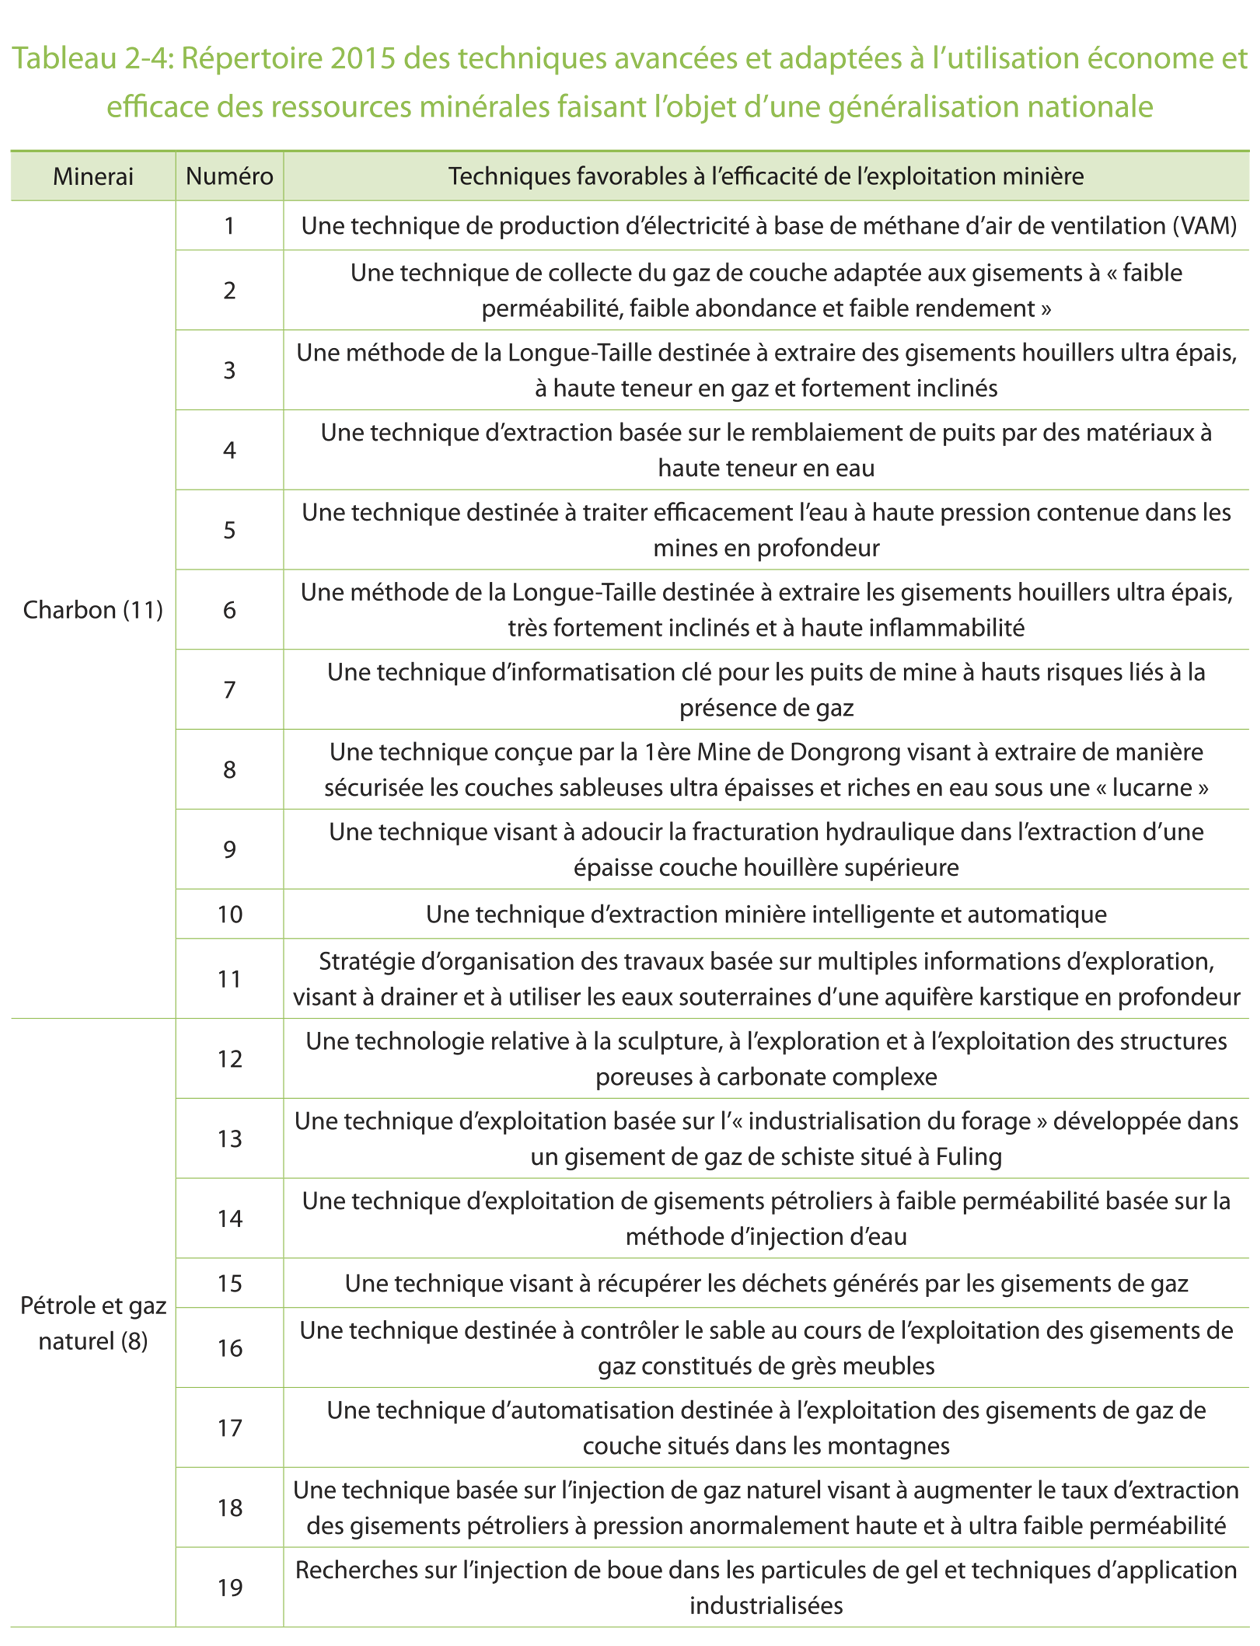 Tableau 2-4: Répertoire 2015 des techniques avancées et adaptées à l’utilisation économe et
efficace des ressources minérales faisant l’objet d’une généralisation nationale
Minerai Numéro Techniques favorables à l’efficacité de l’exploitation minière
Charbon (11)
1 Une technique de production d’électricité à base de méthane d’air de ventilation (VAM)
2 Une technique de collecte du gaz de couche adaptée aux gisements à « faible
perméabilité, faible abondance et faible rendement »
3 Une méthode de la Longue-Taille destinée à extraire des gisements houillers ultra épais,
à haute teneur en gaz et fortement inclinés
4 Une technique d’extraction basée sur le remblaiement de puits par des matériaux à
haute teneur en eau
5 Une technique destinée à traiter efficacement l’eau à haute pression contenue dans les
mines en profondeur
6 Une méthode de la Longue-Taille destinée à extraire les gisements houillers ultra épais,
très fortement inclinés et à haute inflammabilité
7 Une technique d’informatisation clé pour les puits de mine à hauts risques liés à la
présence de gaz
8 Une technique conçue par la 1ère Mine de Dongrong visant à extraire de manière
sécurisée les couches sableuses ultra épaisses et riches en eau sous une « lucarne »
9 Une technique visant à adoucir la fracturation hydraulique dans l’extraction d’une
épaisse couche houillère supérieure
10 Une technique d’extraction minière intelligente et automatique
11 Stratégie d’organisation des travaux basée sur multiples informations d’exploration,
visant à drainer et à utiliser les eaux souterraines d’une aquifère karstique en profondeur
Pétrole et gaz
naturel (8)
12 Une technologie relative à la sculpture, à l’exploration et à l’exploitation des structures
poreuses à carbonate complexe
13 Une technique d’exploitation basée sur l’« industrialisation du forage » développée dans
un gisement de gaz de schiste situé à Fuling
14 Une technique d’exploitation de gisements pétroliers à faible perméabilité basée sur la
méthode d’injection d’eau
15 Une technique visant à récupérer les déchets générés par les gisements de gaz
16 Une technique destinée à contrôler le sable au cours de l’exploitation des gisements de
gaz constitués de grès meubles
17 Une technique d’automatisation destinée à l’exploitation des gisements de gaz de
couche situés dans les montagnes
18 Une technique basée sur l’injection de gaz naturel visant à augmenter le taux d’extraction
des gisements pétroliers à pression anormalement haute et à ultra faible perméabilité
19 Recherches sur l’injection de boue dans les particules de gel et techniques d’application
industrialisées